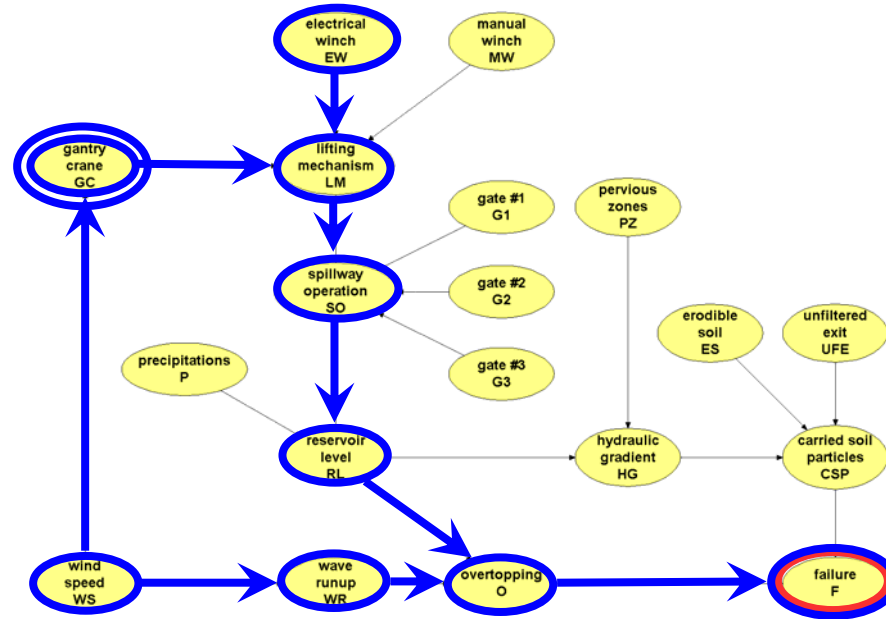 electrical
winch
EW
manual
winch
MW
gantry
crane
GC
lifting
mechanism
LM
gate #1
G1
pervious
zones
PZ
spillway
operation
SO
gate #2
G2
erodible
soil
ES
unfiltered
exit
UFE
precipitations
P
gate #3
G3
reservoir
level
RL
hydraulic
gradient
HG
carried soil
particles
CSP
wind
speed
WS
wave
runup
WR
overtopping
O
failure
F